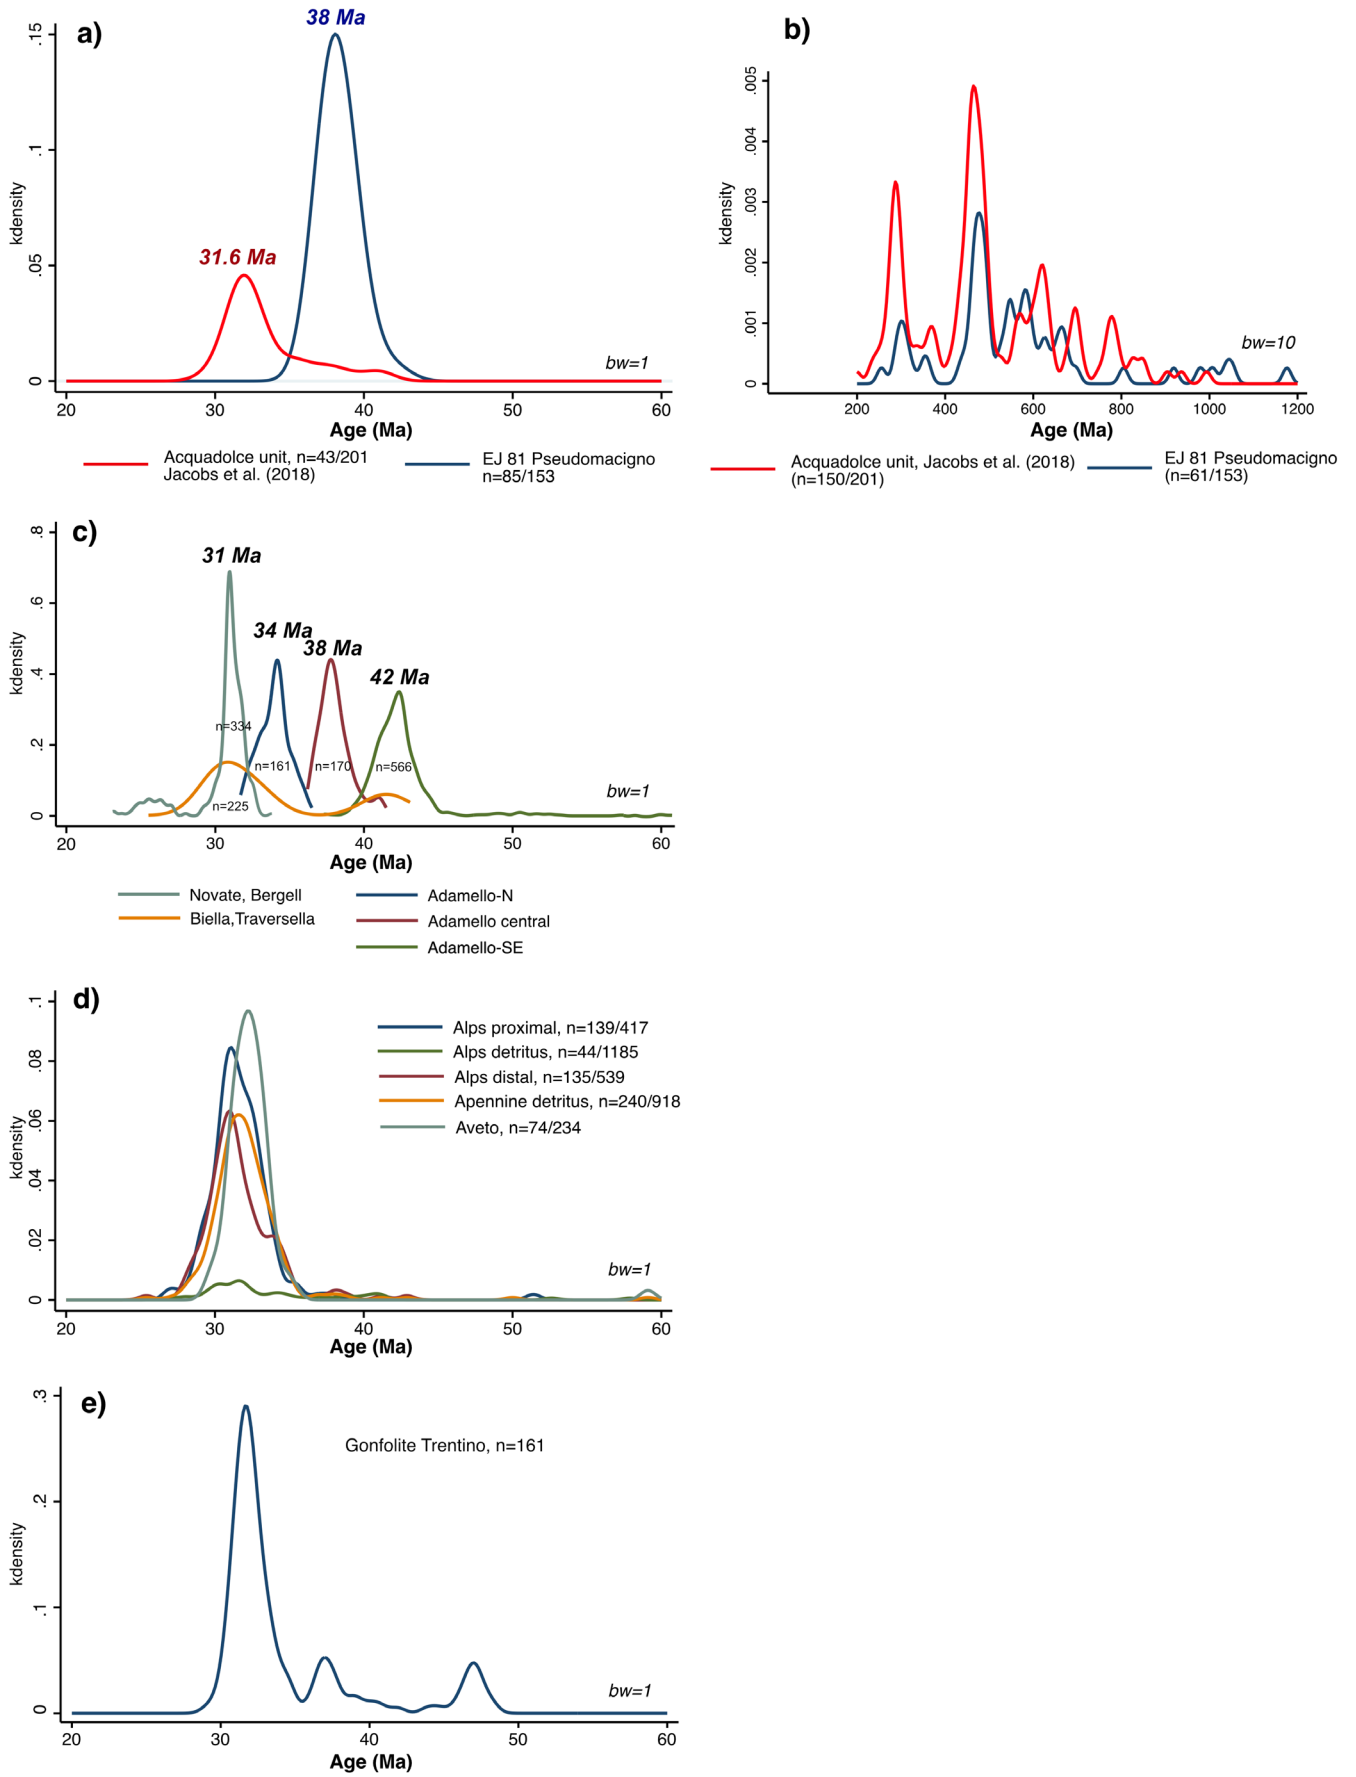 a)
38 Ma
31.6 Ma
bw=1
kdensity
0
.05
.1
.15
20
30
40
50
60
Age (Ma)
Acquadolce unit, n=43/201
Jacobs et al. (2018)
EJ 81 Pseudomacigno
n=85/153
b)
bw=10
kdensity
0
.001
.002
.003
.004
.005
200
400
600
800
1000
1200
Age (Ma)
Acquadolce unit, Jacobs et al. (2018)
(n=150/201)
EJ 81 Pseudomacigno
(n=61/153)
c)
31 Ma
34 Ma
38 Ma
42 Ma
n=334
n=161
n=170
n=566
n=225
bw=1
kdensity
0
.2
.4
.6
.8
20
30
40
50
60
Age (Ma)
Novate, Bergell
Biella,Traversella
Adamello-N
Adamello central
Adamello-SE
d)
Alps proximal, n=139/417
Alps detritus, n=44/1185
Alps distal, n=135/539
Apennine detritus, n=240/918
Aveto, n=74/234
bw=1
kdensity
0
.02
.04
.06
.08
.1
20
30
40
50
60
Age (Ma)
e)
Gonfolite Trentino, n=161
bw=1
kdensity
0
.1
.2
.3
20
30
40
50
60
Age (Ma)